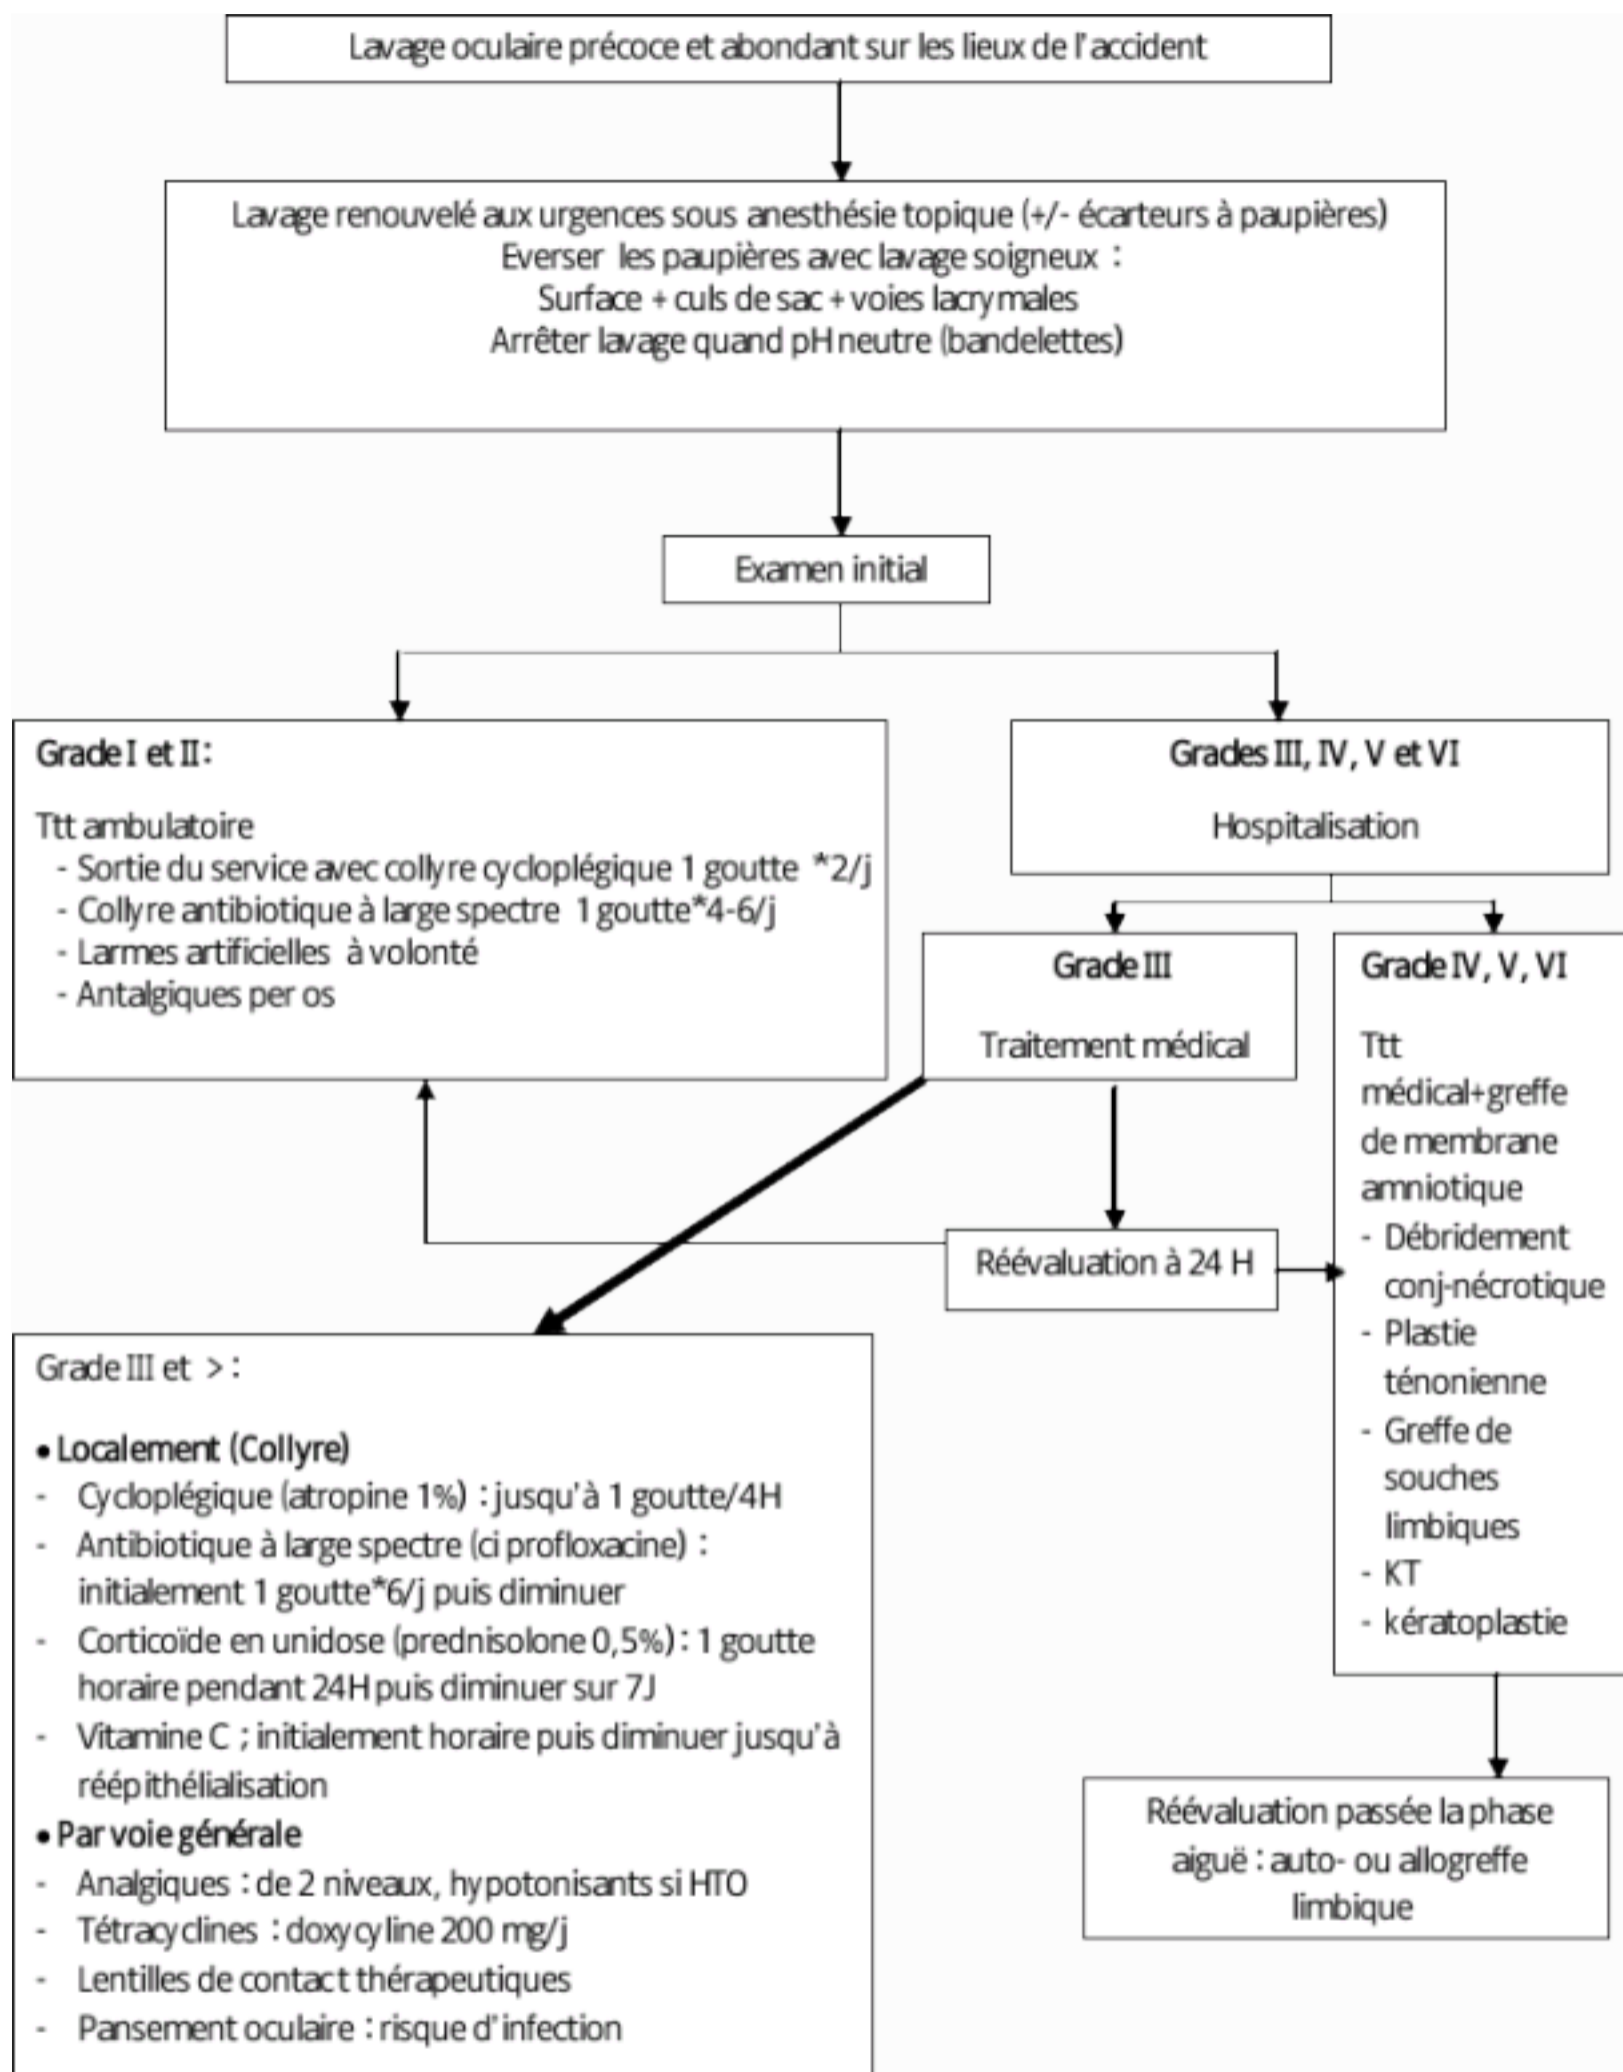 Lavage oculaire précoce et abondant sur les lieux de l'accident
Lavage renouvelé aux urgences sous anesthésie topique (+/- écarteurs à paupières)
Everser les paupières avec lavage soigneux :
Surface + culs de sac + voies lacrymales
Arrêter lavage quand pH neutre (bandelettes)
Examen initial
Grade I et II :
Ttt ambulatoire
- Sortie du service avec collyre cycloplégique 1 goutte *2/j
- Collyre antibiotique à large spectre 1 goutte*4-6/j
- Larmes artificielles à volonté
- Antalgiques per os
Grades III, IV, V et VI
Hospitalisation
Grade III
Traitement médical
Grade IV, V, VI
Ttt
médical+greffe
de membrane
amniotique
- Débridement
conj-nécrotique
- Plastie
ténonienne
- Greffe de
souches
limbiques
- KT
- kératoplastie
Réévaluation à 24 H
Grade III et > :
• Localement (Collyre)
- Cycloplégique (atropine 1%) : jusqu'à 1 goutte/4H
- Antibiotique à large spectre (ci profloxacine) :
initialement 1 goutte*6/j puis diminuer
- Corticoïde en unidose (prednisolone 0,5%) : 1 goutte
horaire pendant 24H puis diminuer sur 7J
- Vitamine C ; initialement horaire puis diminuer jusqu'à
réépithélialisation
• Par voie générale
- Analgiques : de 2 niveaux, hypotonisants si HTO
- Tétracyclines : doxycyline 200 mg/j
- Lentilles de contact thérapeutiques
- Pansement oculaire : risque d'infection
Réévaluation passée la phase
aiguë : auto- ou allogreffe
limbique